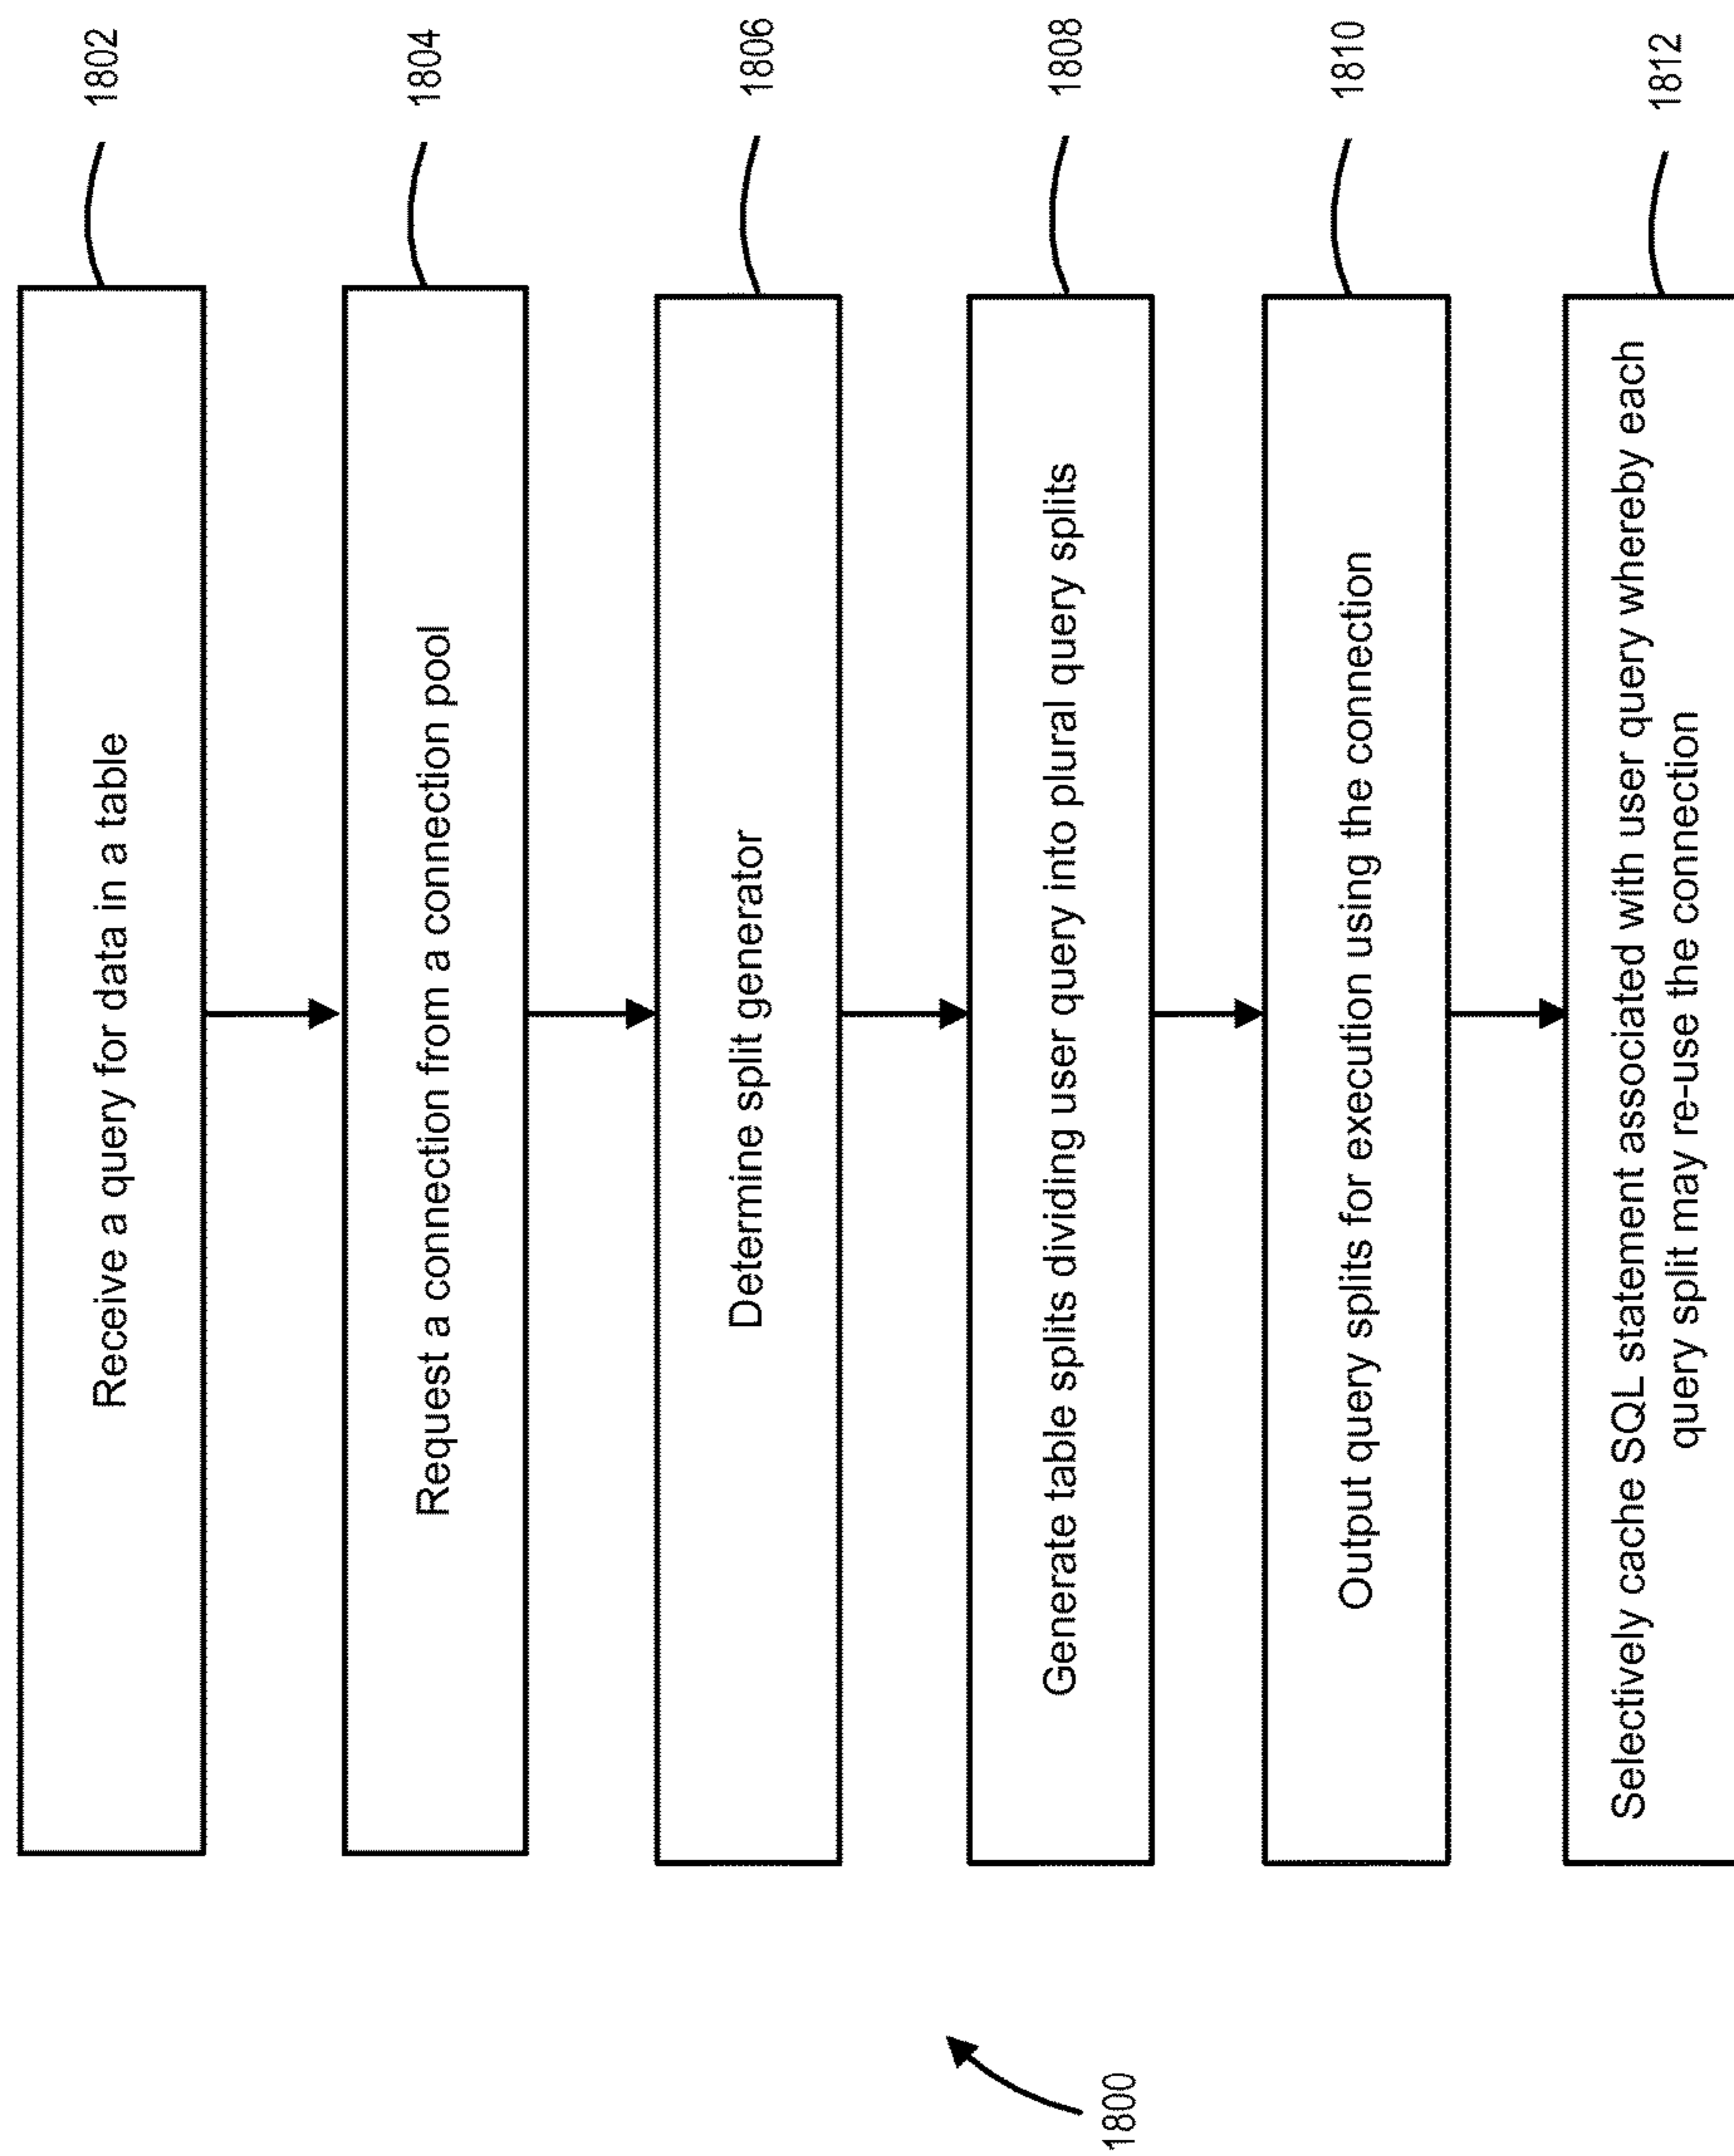 Receive a query for data in a table
1802
Request a connection from a connection pool
1804
Determine split generator
1806
Generate table splits dividing user query into plural query splits
1808
Output query splits for execution using the connection
1810
Selectively cache SQL statement associated with user query whereby each
query split may re-use the connection
1812
1800